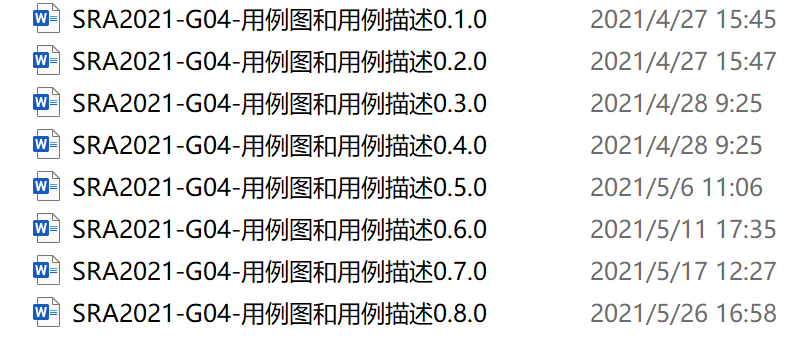 SRA2021-G04-用例图和用例描述0.1.0 2021/4/27 15:45
SRA2021-G04-用例图和用例描述0.2.0 2021/4/27 15:47
SRA2021-G04-用例图和用例描述0.3.0 2021/4/28 9:25
SRA2021-G04-用例图和用例描述0.4.0 2021/4/28 9:25
SRA2021-G04-用例图和用例描述0.5.0 2021/5/6 11:06
SRA2021-G04-用例图和用例描述0.6.0 2021/5/11 17:35
SRA2021-G04-用例图和用例描述0.7.0 2021/5/17 12:27
SRA2021-G04-用例图和用例描述0.8.0 2021/5/26 16:58